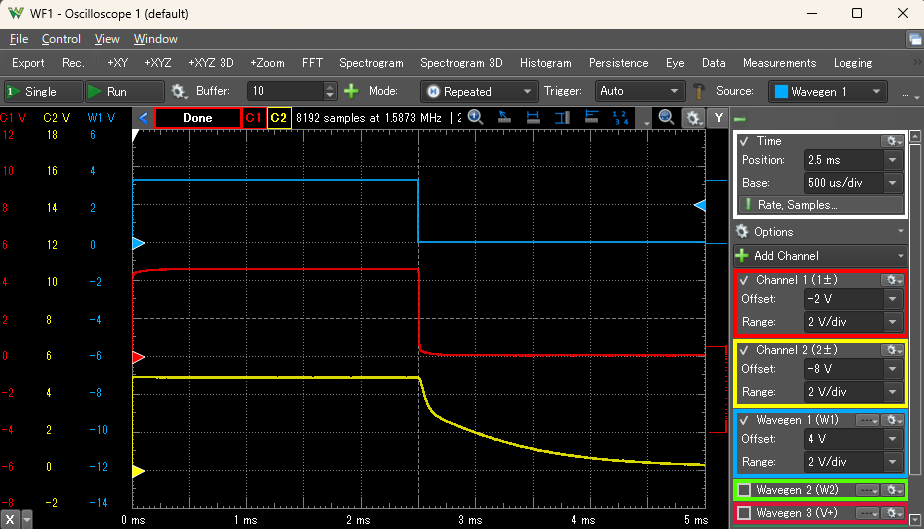 WF1 - Oscilloscope 1 (default)
File Control View Window
Export Rec. +XY +XYZ +XYZ 3D +Zoom FFT Spectrogram Spectrogram 3D Histogram Persistence Eye Data Measurements Logging
Single Run Buffer: 10 Mode: Repeated Trigger: Auto Source: Wavegen 1 ...
C1 V C2 V W1 V Done C1 C2 8192 samples at 1.5873 MHz | 2 Y
12 18 6
10 16 4
8 14 2
6 12 0
4 10 -2
2 8 -4
0 6 -6
-2 4 -8
-4 2 -10
-6 0 -12
-8 -2 -14
X 0 ms 1 ms 2 ms 3 ms 4 ms 5 ms
Time
Position: 2.5 ms
Base: 500 us/div
Rate, Samples...
Options
Add Channel
Channel 1 (1±)
Offset: -2 V
Range: 2 V/div
Channel 2 (2±)
Offset: -8 V
Range: 2 V/div
Wavegen 1 (W1) ---
Offset: 4 V
Range: 2 V/div
Wavegen 2 (W2) ---
Wavegen 3 (V+) ---